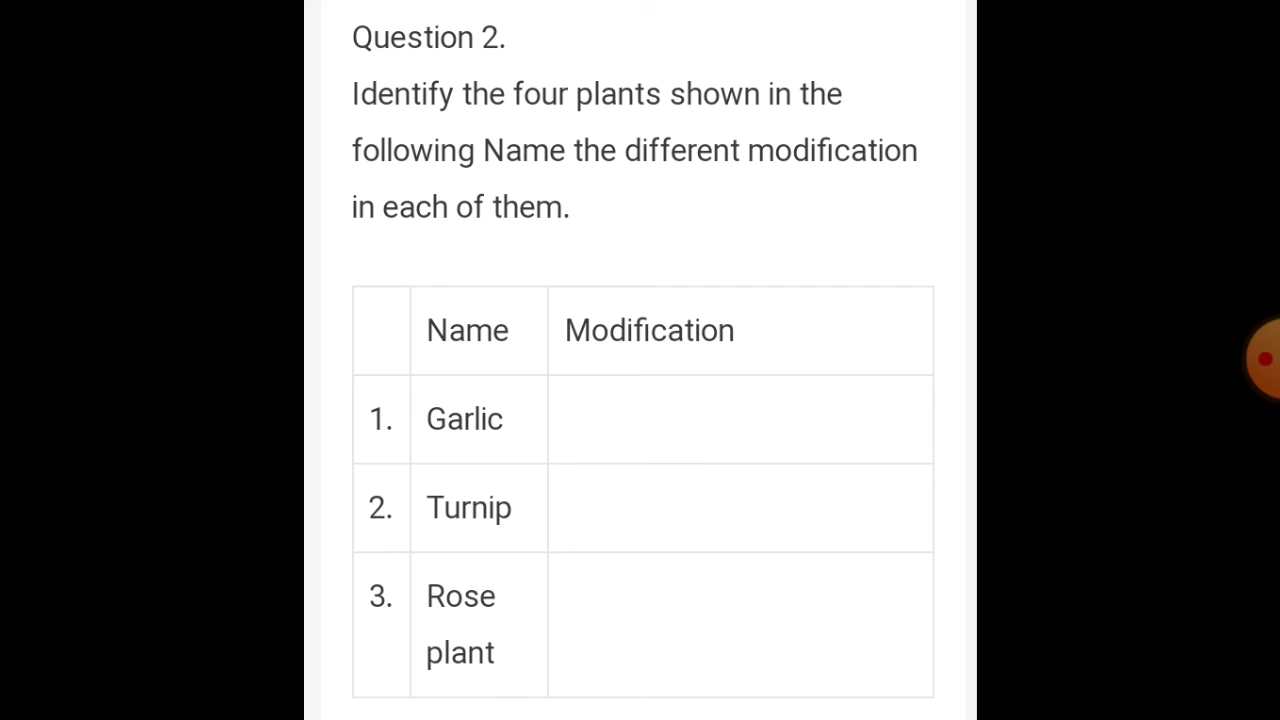 Question 2.
Identify the four plants shown in the
following Name the different modification
in each of them.
Name Modification
1. Garlic
2. Turnip
3. Rose
plant